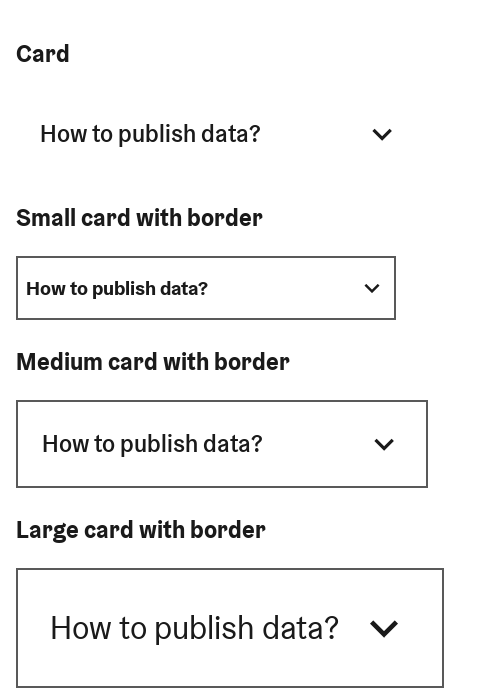 Card
How to publish data?
Small card with border
How to publish data?
Medium card with border
How to publish data?
Large card with border
How to publish data?